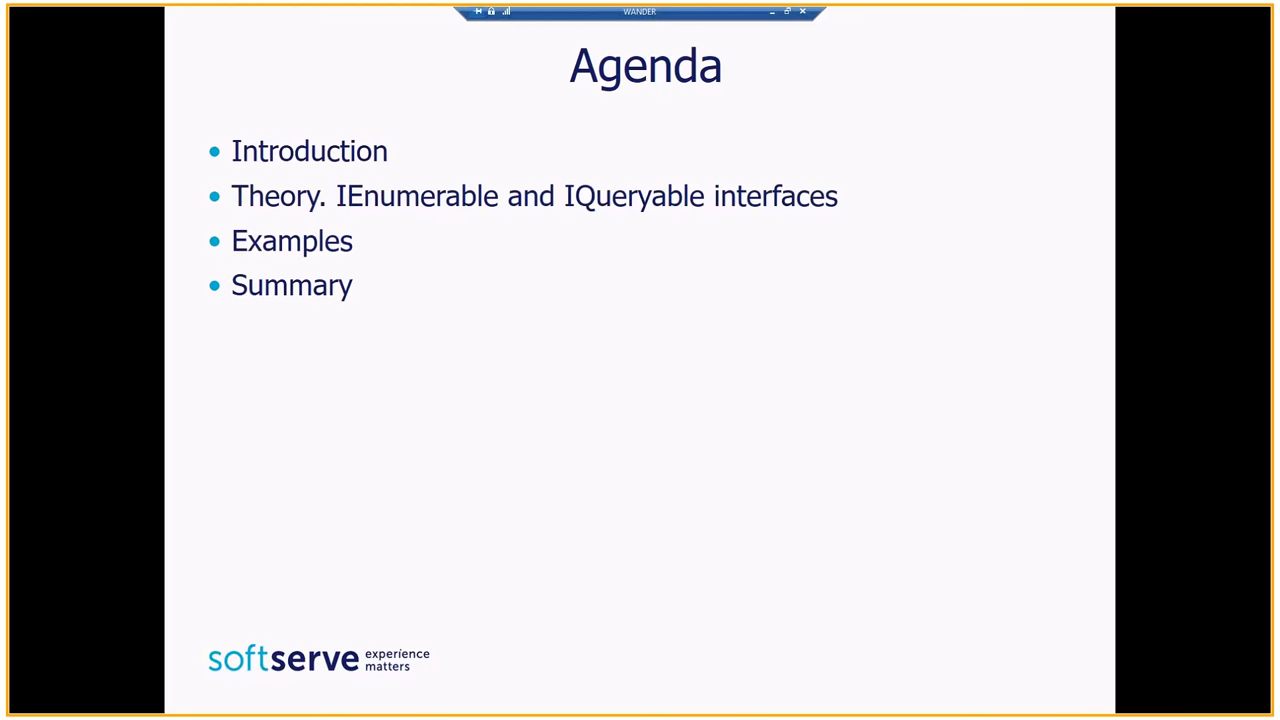 WANDER
Agenda
• Introduction
• Theory. IEnumerable and IQueryable interfaces
• Examples
• Summary
softserve experience
matters